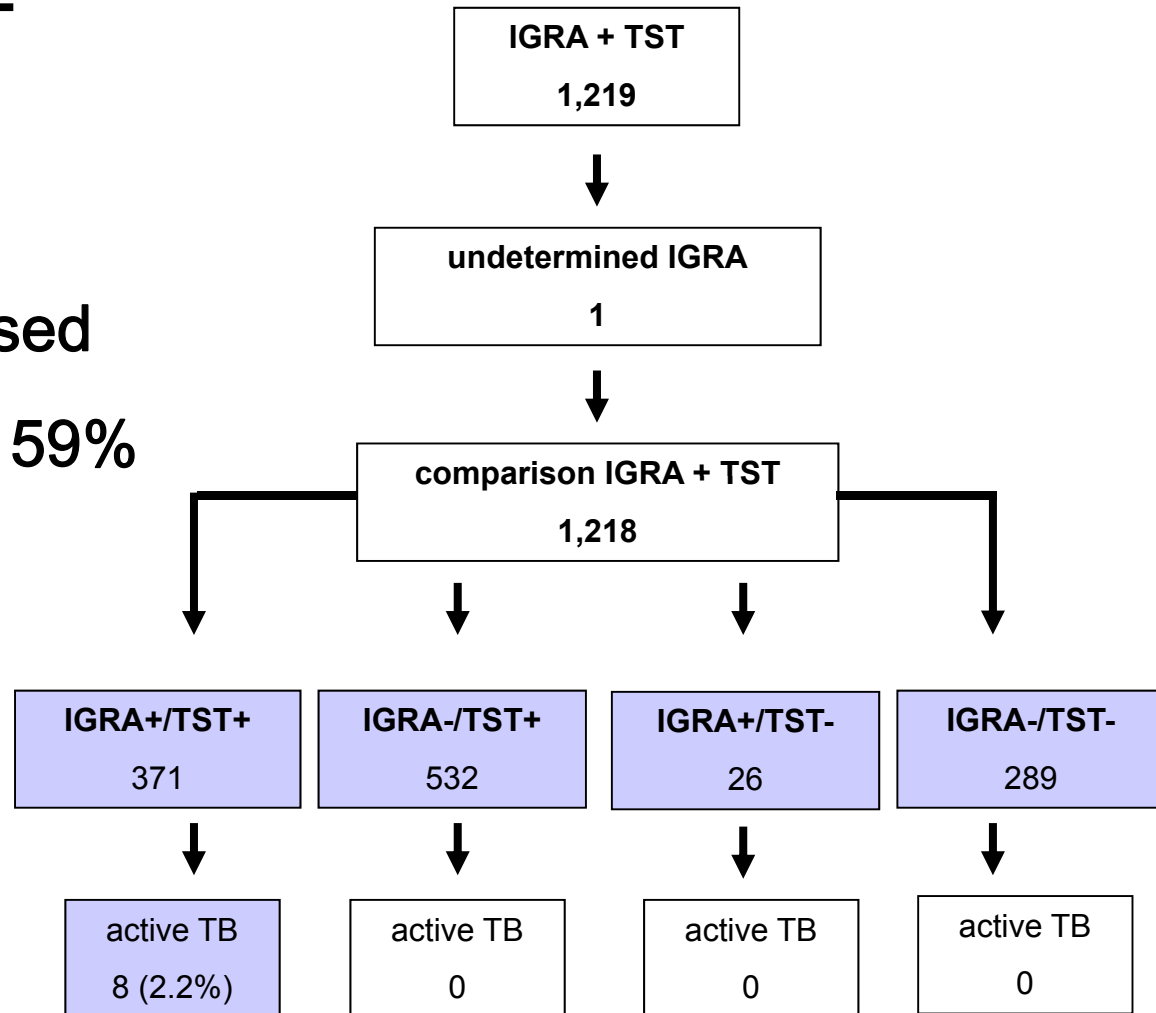 IGRA + TST
1,219
undetermined IGRA
1
59%
comparison IGRA + TST
1,218
IGRA+/TST+
371
IGRA-/TST+
532
IGRA+/TST-
26
IGRA-/TST-
289
active TB
8 (2.2%)
active TB
0
active TB
0
active TB
0